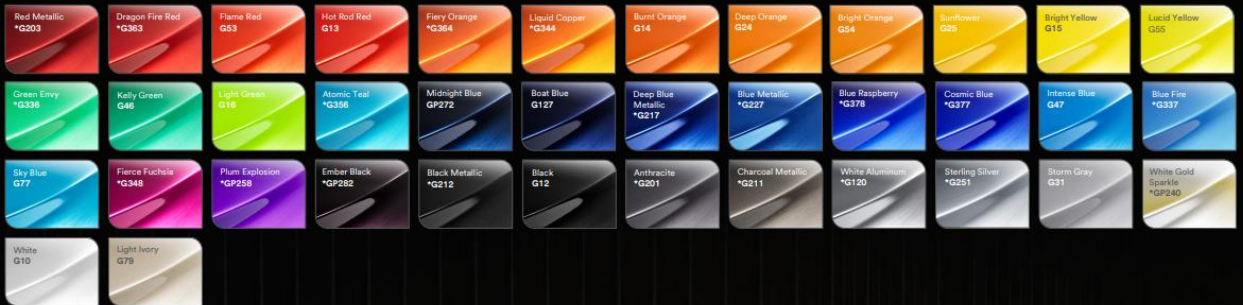 Red Metallic
*G203
Dragon Fire Red
*G363
Flame Red
G53
Hot Rod Red
G13
Fiery Orange
*G364
Liquid Copper
*G344
Burnt Orange
G14
Deep Orange
G24
Bright Orange
G54
Sunflower
G25
Bright Yellow
G15
Lucid Yellow
G55
Green Envy
*G336
Kelly Green
G46
Light Green
G16
Atomic Teal
*G356
Midnight Blue
GP272
Boat Blue
G127
Deep Blue
Metallic
*G217
Blue Metallic
*G227
Blue Raspberry
*G378
Cosmic Blue
*G377
Intense Blue
G47
Blue Fire
*G337
Sky Blue
G77
Fierce Fuchsia
*G348
Plum Explosion
*GP258
Ember Black
*GP282
Black Metallic
*G212
Black
G12
Anthracite
*G201
Charcoal Metallic
*G211
White Aluminum
*G120
Sterling Silver
*G251
Storm Gray
G31
White Gold
Sparkle
*GP240
White
G10
Light Ivory
G79